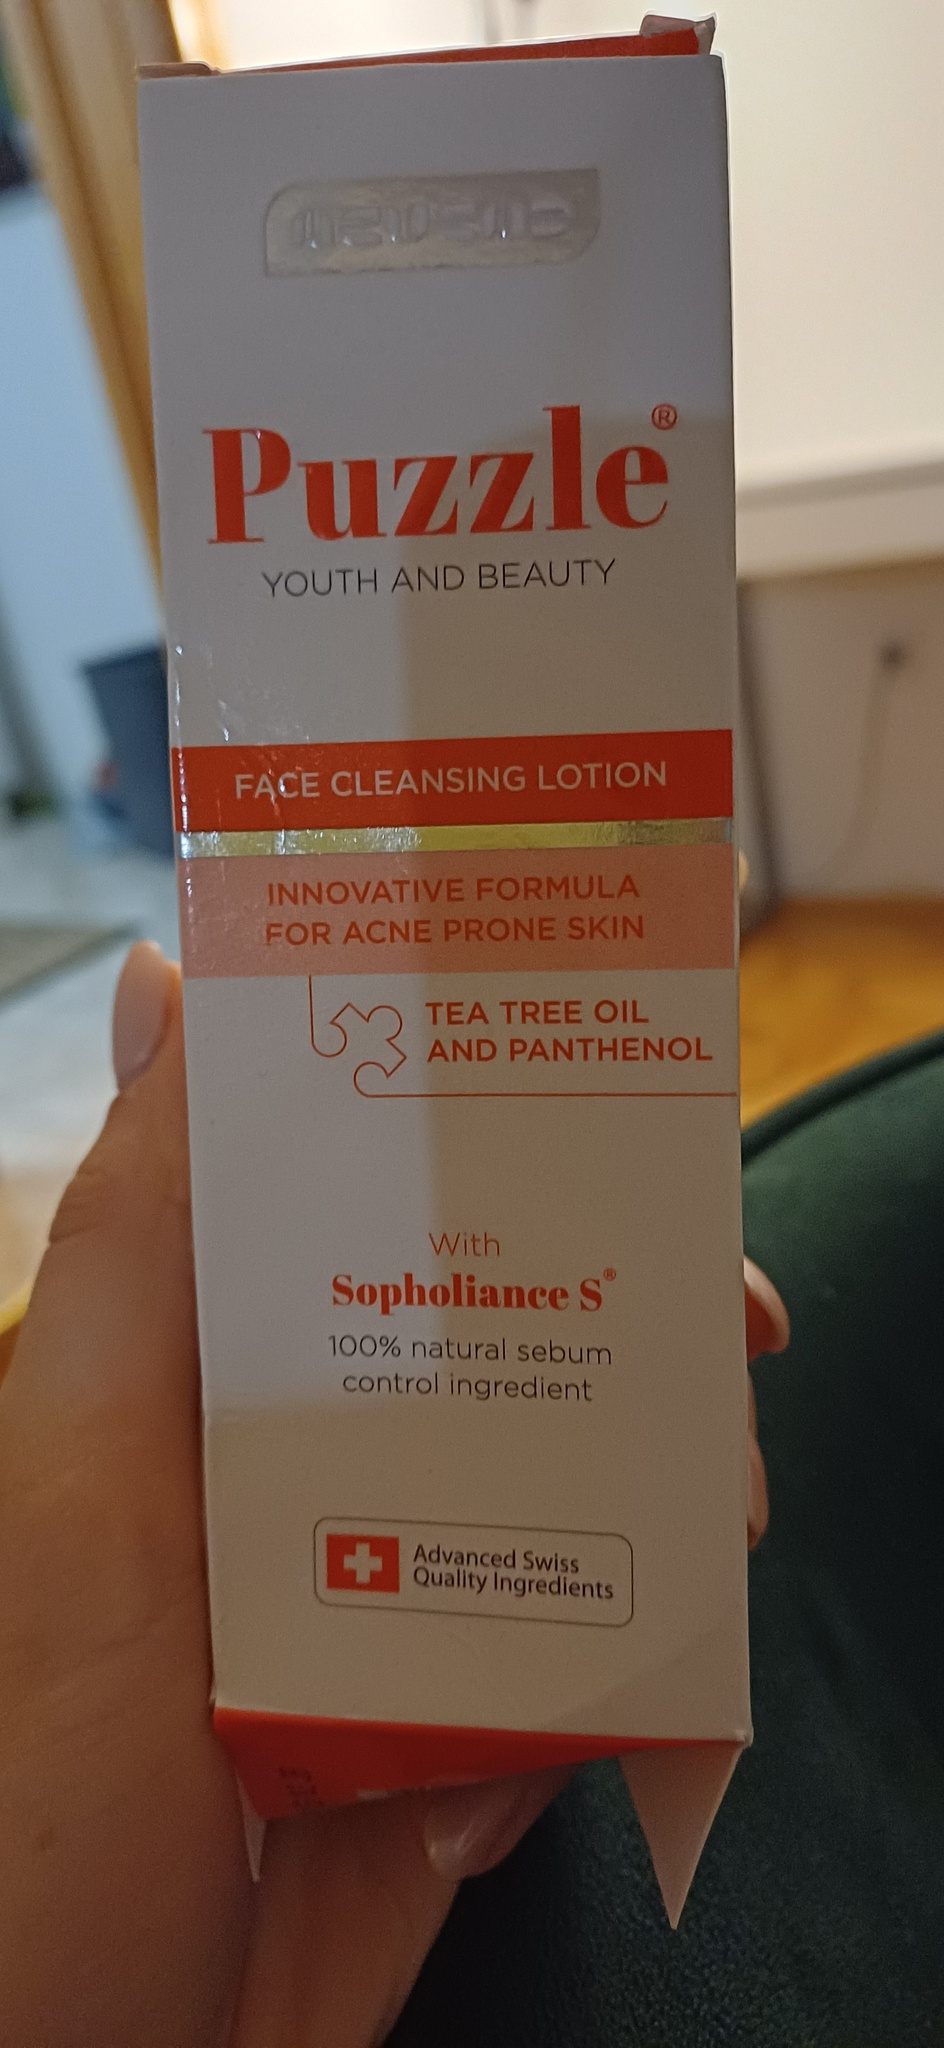 Puzzle®
YOUTH AND BEAUTY
FACE CLEANSING LOTION
INNOVATIVE FORMULA
FOR ACNE PRONE SKIN
TEA TREE OIL
AND PANTHENOL
With
Sopholiance S®
100% natural sebum
control ingredient
Advanced Swiss
Quality Ingredients